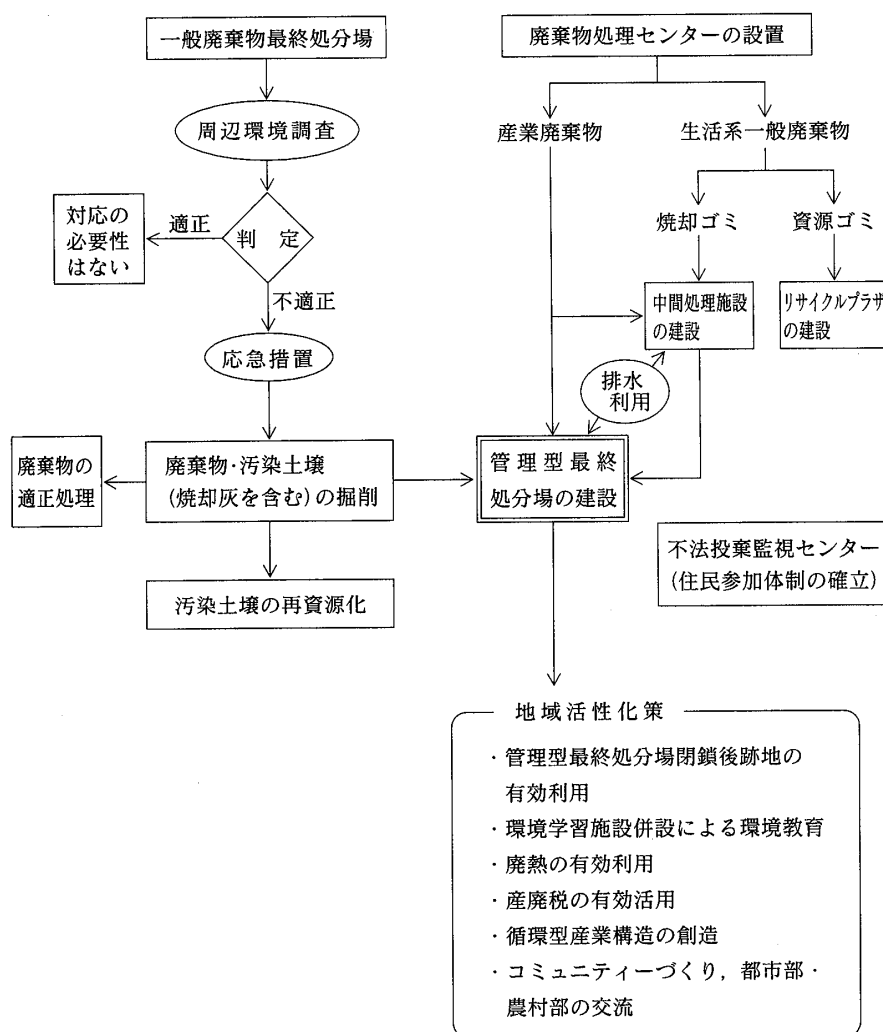 一般廃棄物最終処分場
周辺環境調査
判定
適正
対応の
必要性
はない
不適正
応急措置
廃棄物の
適正処理
廃棄物・汚染土壌
(焼却灰を含む)の掘削
汚染土壌の再資源化
廃棄物処理センターの設置
産業廃棄物
生活系一般廃棄物
焼却ゴミ
資源ゴミ
中間処理施設
の建設
リサイクルプラザ
の建設
排水
利用
管理型最終
処分場の建設
不法投棄監視センター
(住民参加体制の確立)
地域活性化策
・管理型最終処分場閉鎖後跡地の
有効利用
・環境学習施設併設による環境教育
・廃熱の有効利用
・産廃税の有効活用
・循環型産業構造の創造
・コミュニティーづくり，都市部・
農村部の交流